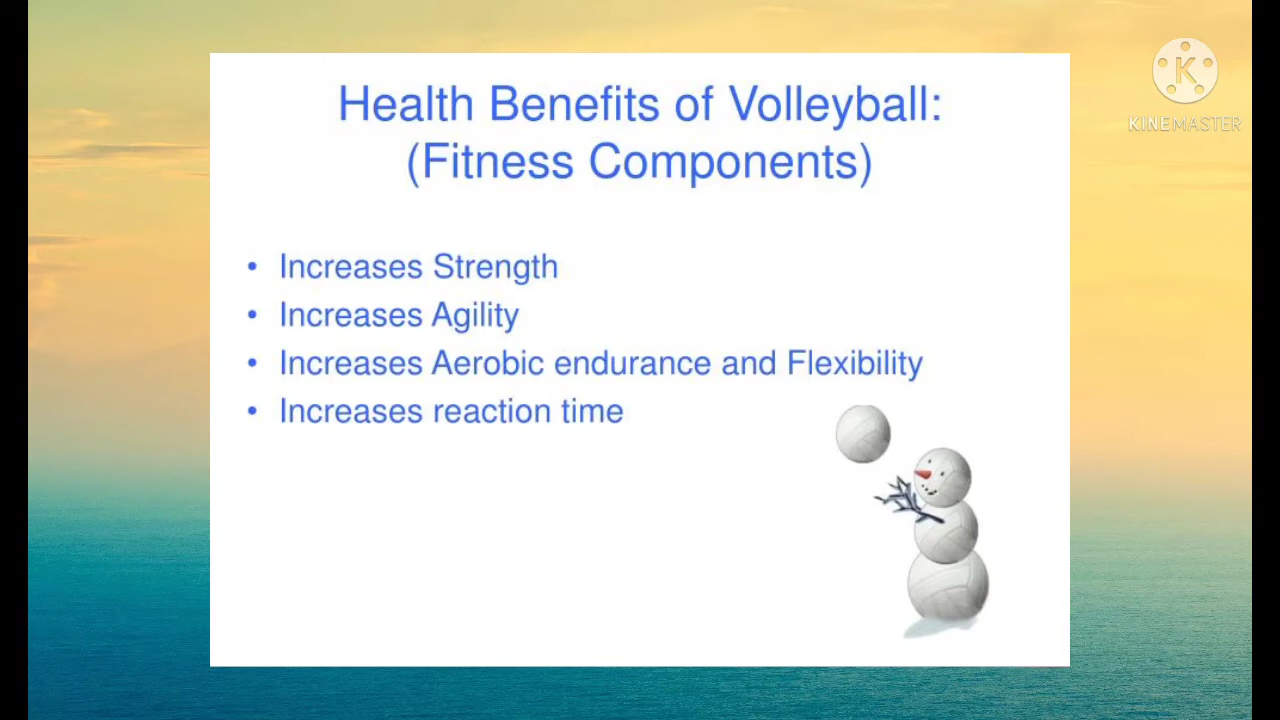 Health Benefits of Volleyball:
(Fitness Components)
• Increases Strength
• Increases Agility
• Increases Aerobic endurance and Flexibility
• Increases reaction time
K
KINEMASTER